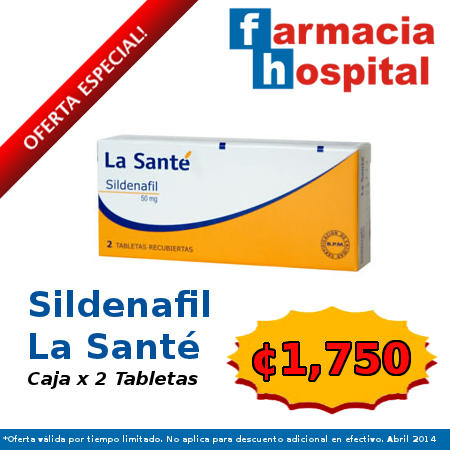 OFERTA ESPECIAL!
farmacia
hospital
La Santé
Sildenafil
50 mg
2 TABLETAS RECUBIERTAS
B.P.M.
Sildenafil
La Santé
Caja x 2 Tabletas
¢1,750
*Oferta válida por tiempo limitado. No aplica para descuento adicional en efectivo. Abril 2014